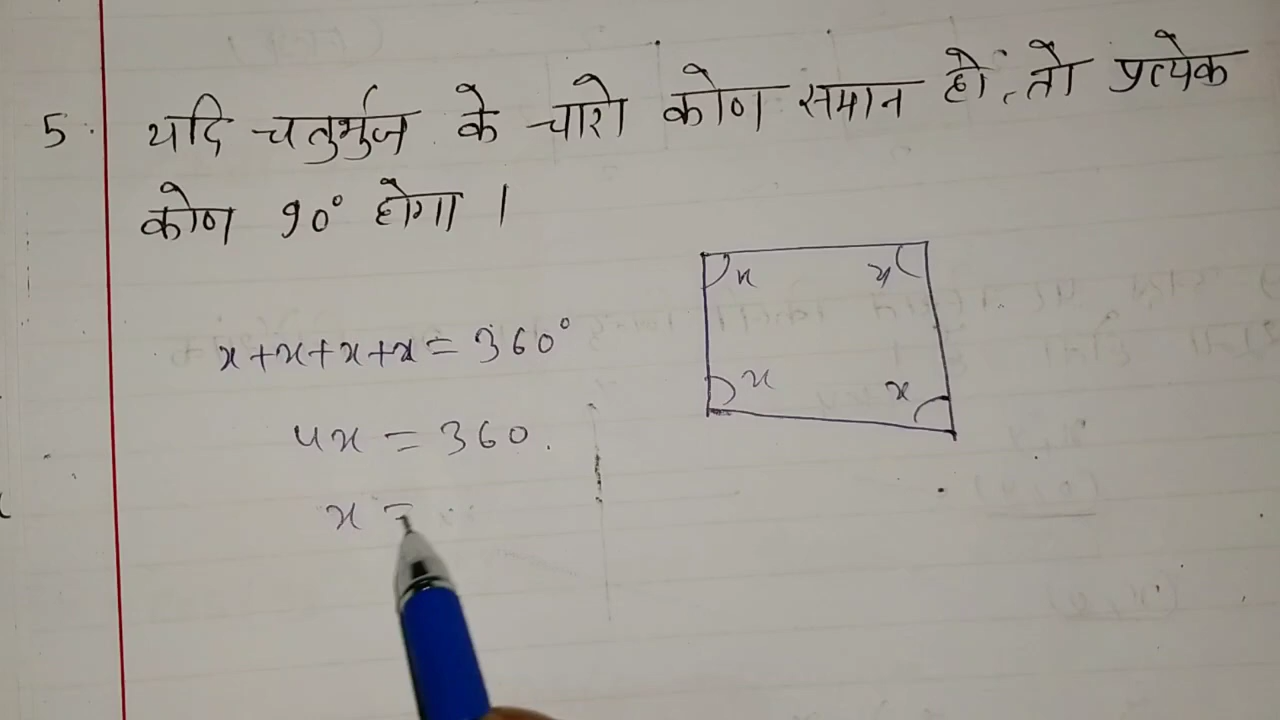 5. यदि चतुर्भुज के चारो कोण समान हों, तो प्रत्येक
कोण 90° होगा ।
x x
x+x+x+x=360°
x x
4x = 360.
x =